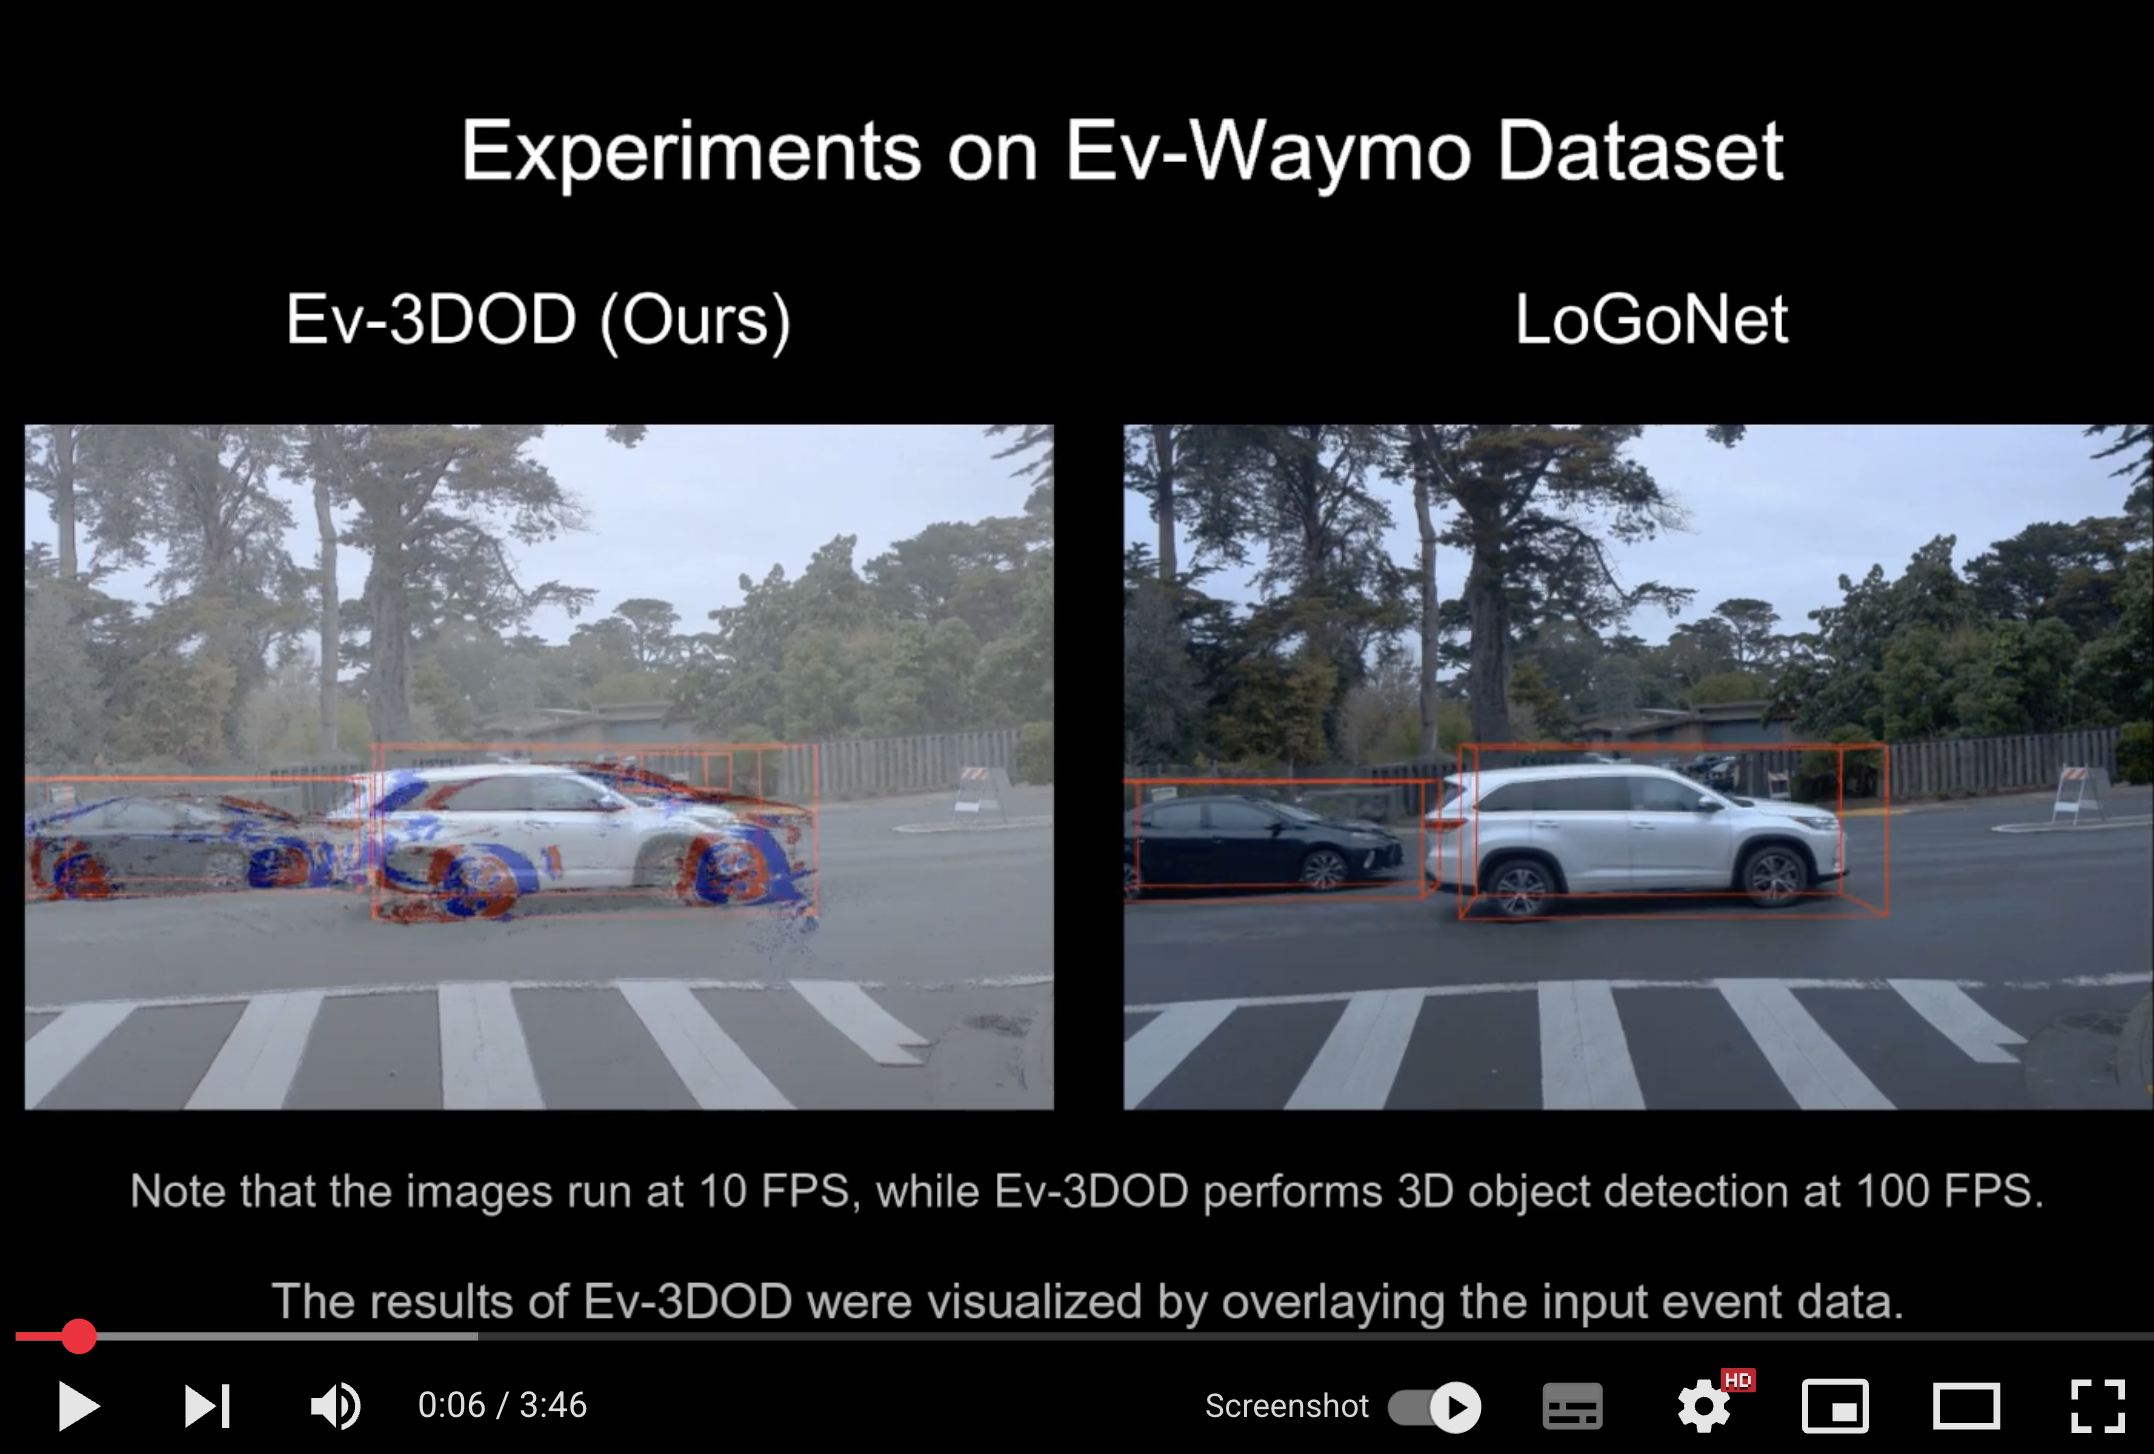 Experiments on Ev-Waymo Dataset
Ev-3DOD (Ours)
LoGoNet
Note that the images run at 10 FPS, while Ev-3DOD performs 3D object detection at 100 FPS.
The results of Ev-3DOD were visualized by overlaying the input event data.
0:06 / 3:46
Screenshot
HD